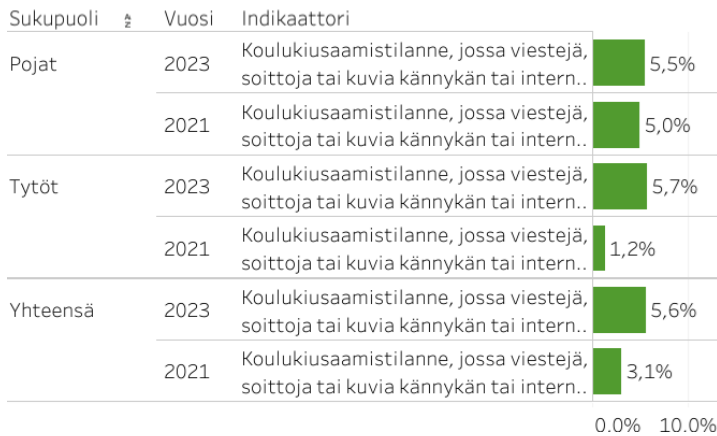 Sukupuoli Vuosi Indikaattori
Pojat 2023 Koulukiusaamistilanne, jossa viestejä,
soittoja tai kuvia kännykän tai intern.. 5,5%
2021 Koulukiusaamistilanne, jossa viestejä,
soittoja tai kuvia kännykän tai intern.. 5,0%
Tytöt 2023 Koulukiusaamistilanne, jossa viestejä,
soittoja tai kuvia kännykän tai intern.. 5,7%
2021 Koulukiusaamistilanne, jossa viestejä,
soittoja tai kuvia kännykän tai intern.. 1,2%
Yhteensä 2023 Koulukiusaamistilanne, jossa viestejä,
soittoja tai kuvia kännykän tai intern.. 5,6%
2021 Koulukiusaamistilanne, jossa viestejä,
soittoja tai kuvia kännykän tai intern.. 3,1%
0,0% 10,0%